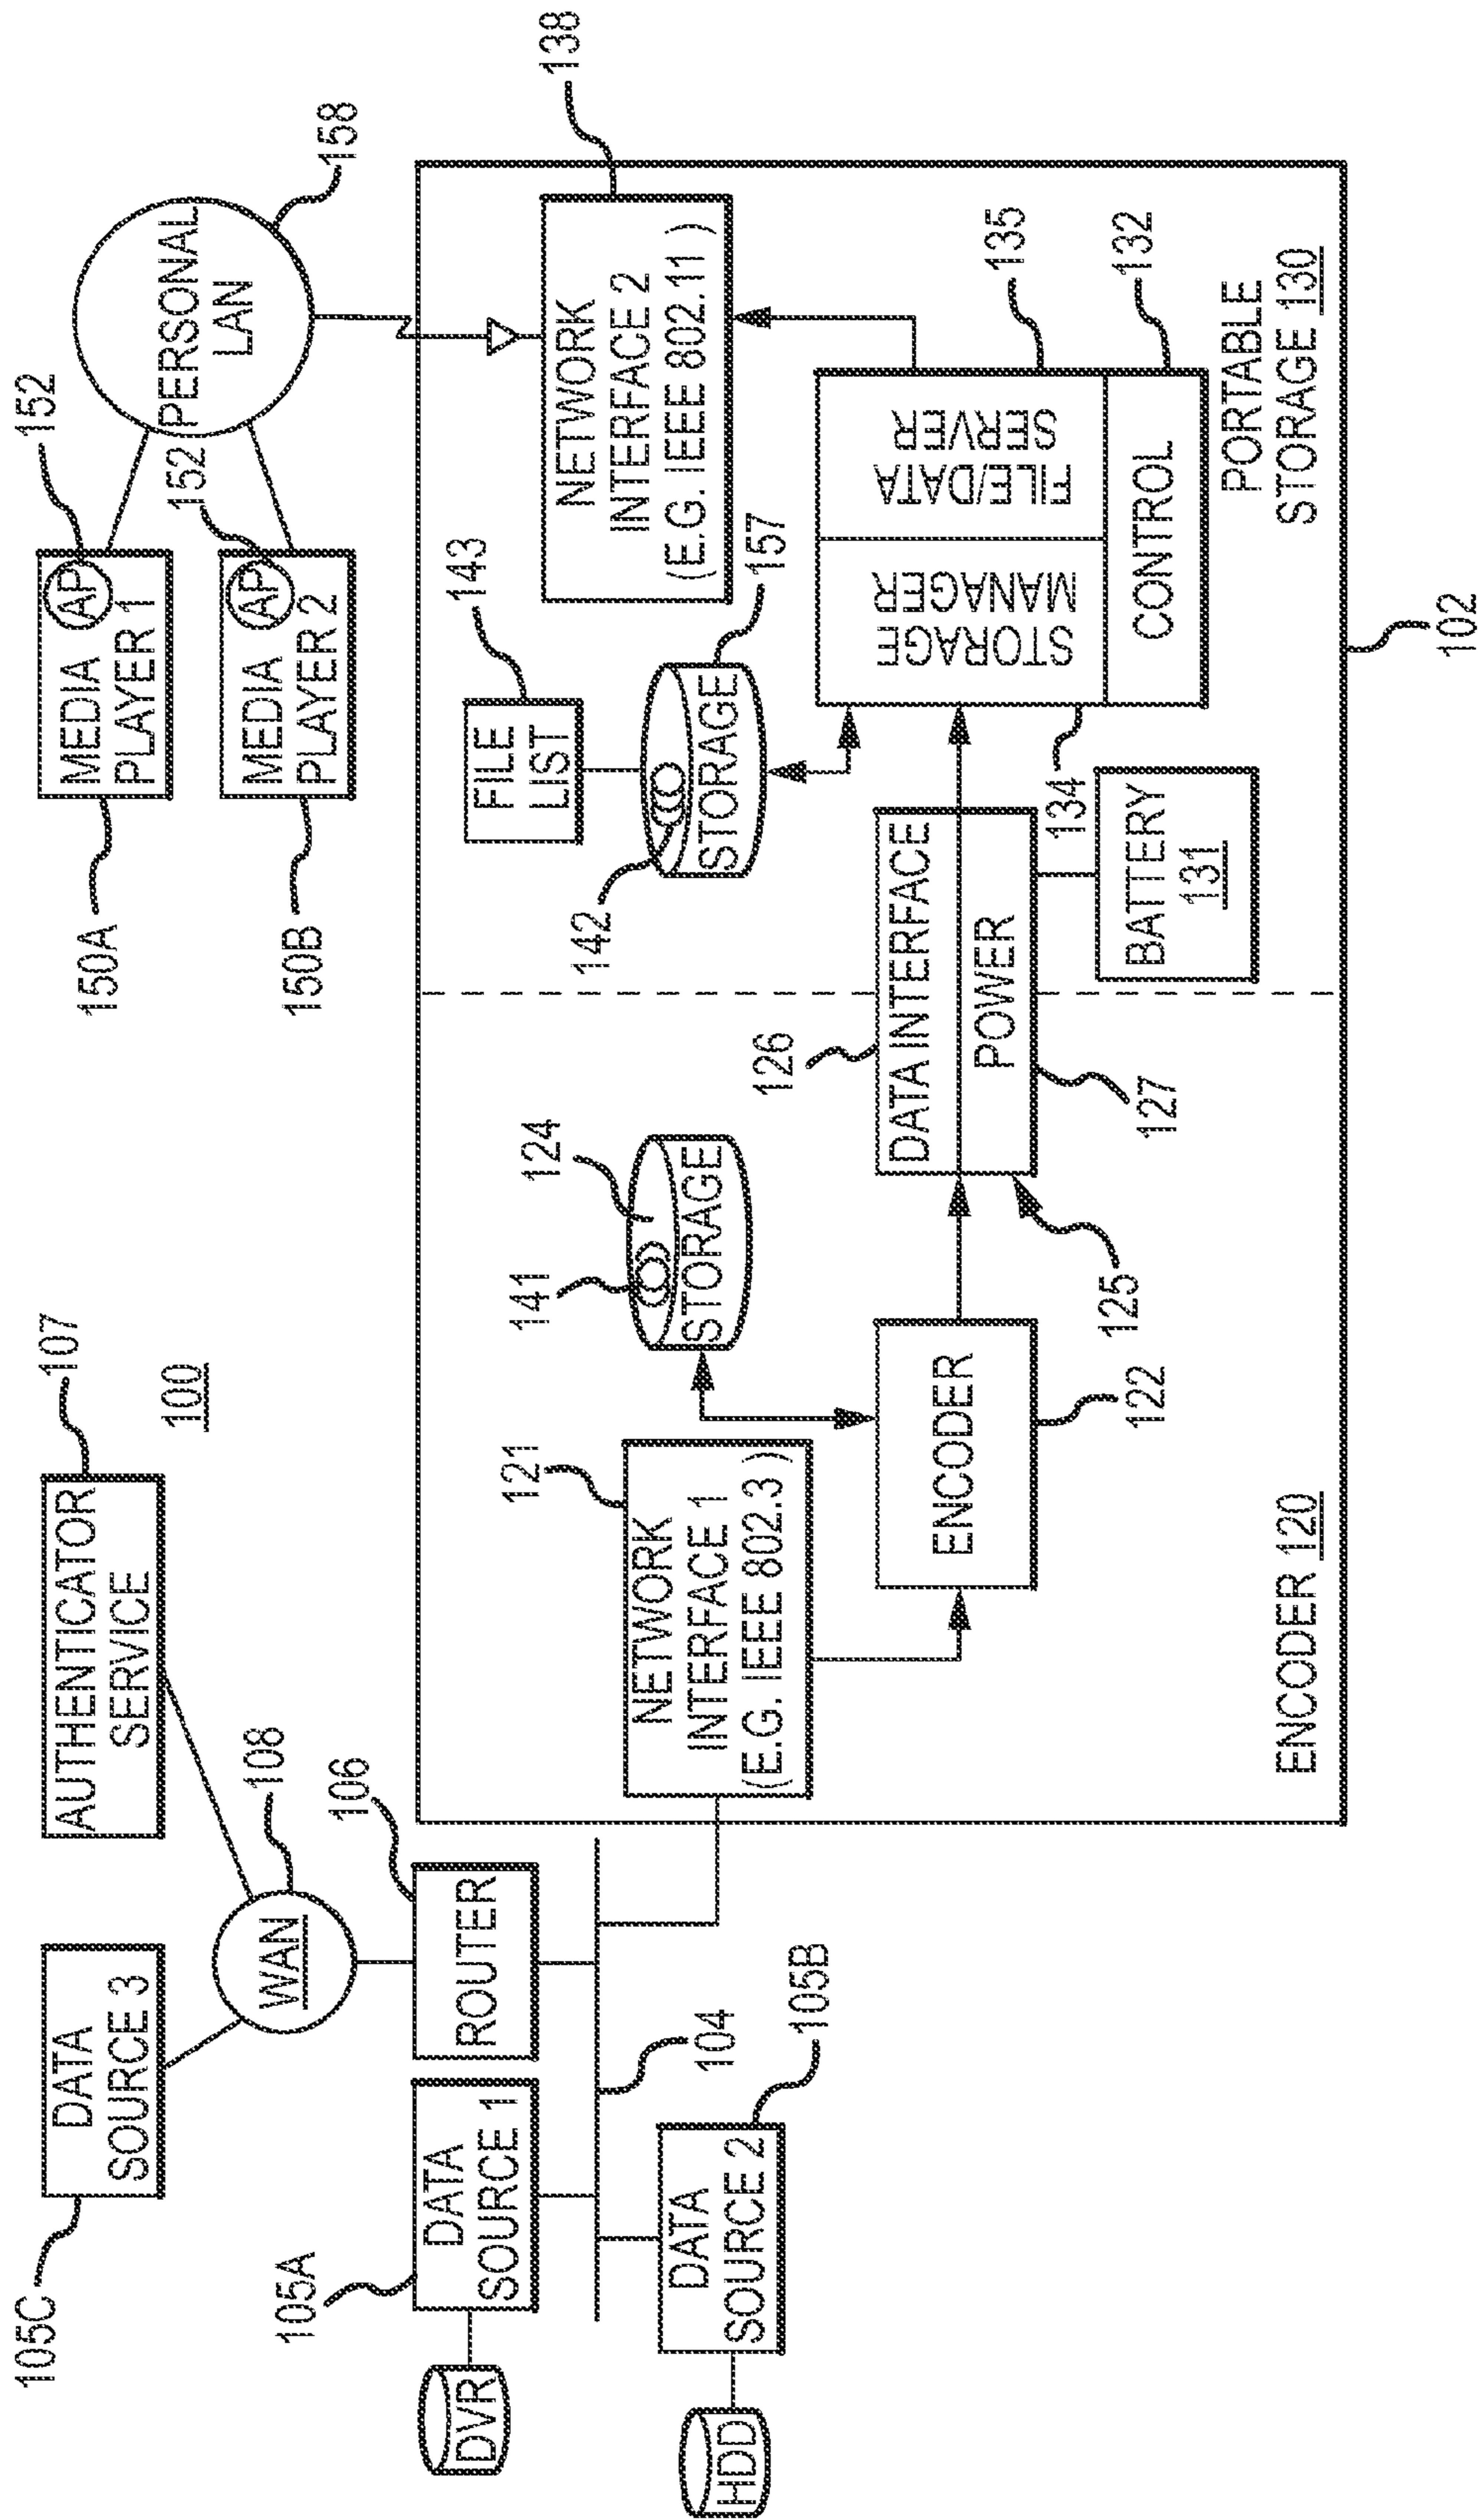 105C
DATA
SOURCE 3
AUTHENTICATOR
SERVICE
107
100
WAN
108
105A
DVR
DATA
SOURCE 1
ROUTER
106
104
HDD
DATA
SOURCE 2
105B
150A
MEDIA
PLAYER 1
AP
152
150B
MEDIA
PLAYER 2
AP
152
PERSONAL
LAN
158
NETWORK
INTERFACE 1
(E.G. IEEE 802.3 )
121
141
124
STORAGE
ENCODER
122
125
126
DATA INTERFACE
POWER
127
BATTERY
131
142
STORAGE
157
FILE
LIST
143
NETWORK
INTERFACE 2
(E.G. IEEE 802.11 )
138
STORAGE
MANAGER
134
FILE/DATA
SERVER
135
CONTROL
132
ENCODER 120
PORTABLE
STORAGE 130
102